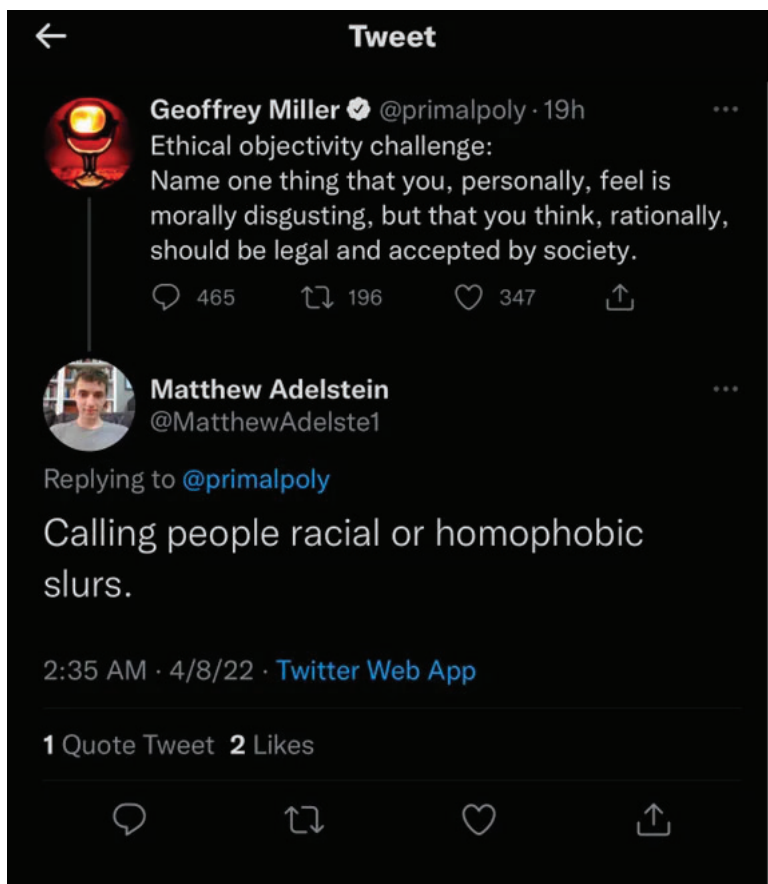 Tweet
Geoffrey Miller @primalpoly · 19h
Ethical objectivity challenge:
Name one thing that you, personally, feel is
morally disgusting, but that you think, rationally,
should be legal and accepted by society.
465 196 347
Matthew Adelstein
@MatthewAdelste1
Replying to @primalpoly
Calling people racial or homophobic
slurs.
2:35 AM · 4/8/22 · Twitter Web App
1 Quote Tweet 2 Likes